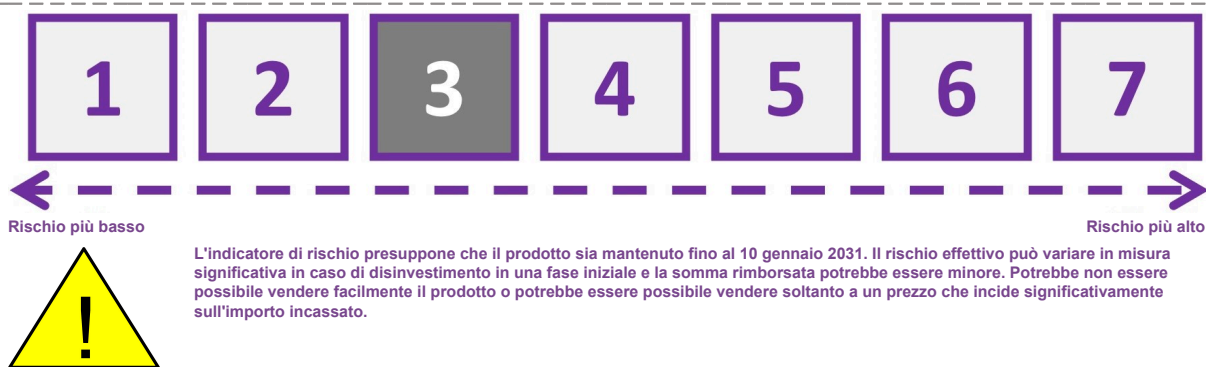 1 2 3 4 5 6 7
Rischio più basso Rischio più alto
L'indicatore di rischio presuppone che il prodotto sia mantenuto fino al 10 gennaio 2031. Il rischio effettivo può variare in misura
significativa in caso di disinvestimento in una fase iniziale e la somma rimborsata potrebbe essere minore. Potrebbe non essere
possibile vendere facilmente il prodotto o potrebbe essere possibile vendere soltanto a un prezzo che incide significativamente
sull'importo incassato.
!